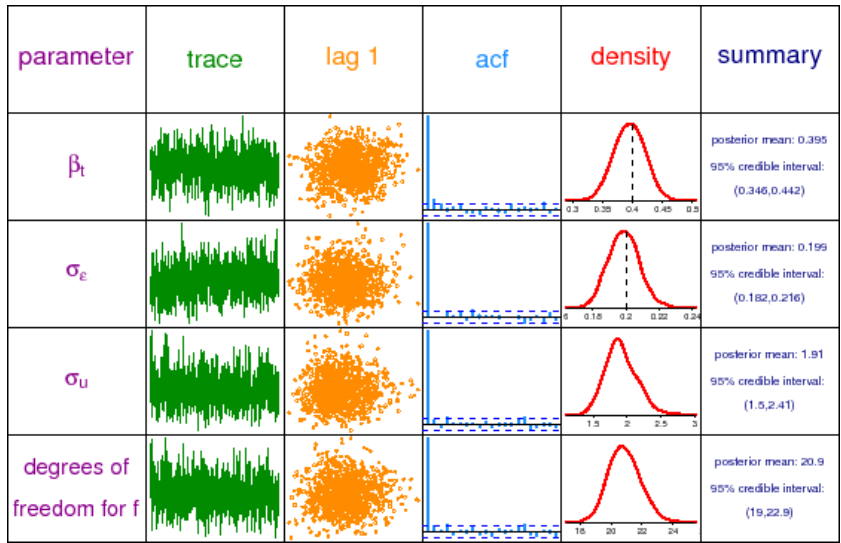 parameter trace lag 1 acf density summary
βt
0.3 0.35 0.4 0.45 0.5
posterior mean: 0.395
95% credible interval:
(0.346,0.442)
σε
6 0.18 0.2 0.22 0.24
posterior mean: 0.199
95% credible interval:
(0.182,0.216)
σu
1.5 2 2.5 3
posterior mean: 1.91
95% credible interval:
(1.5,2.41)
degrees of
freedom for f
18 20 22 24
posterior mean: 20.9
95% credible interval:
(19,22.9)